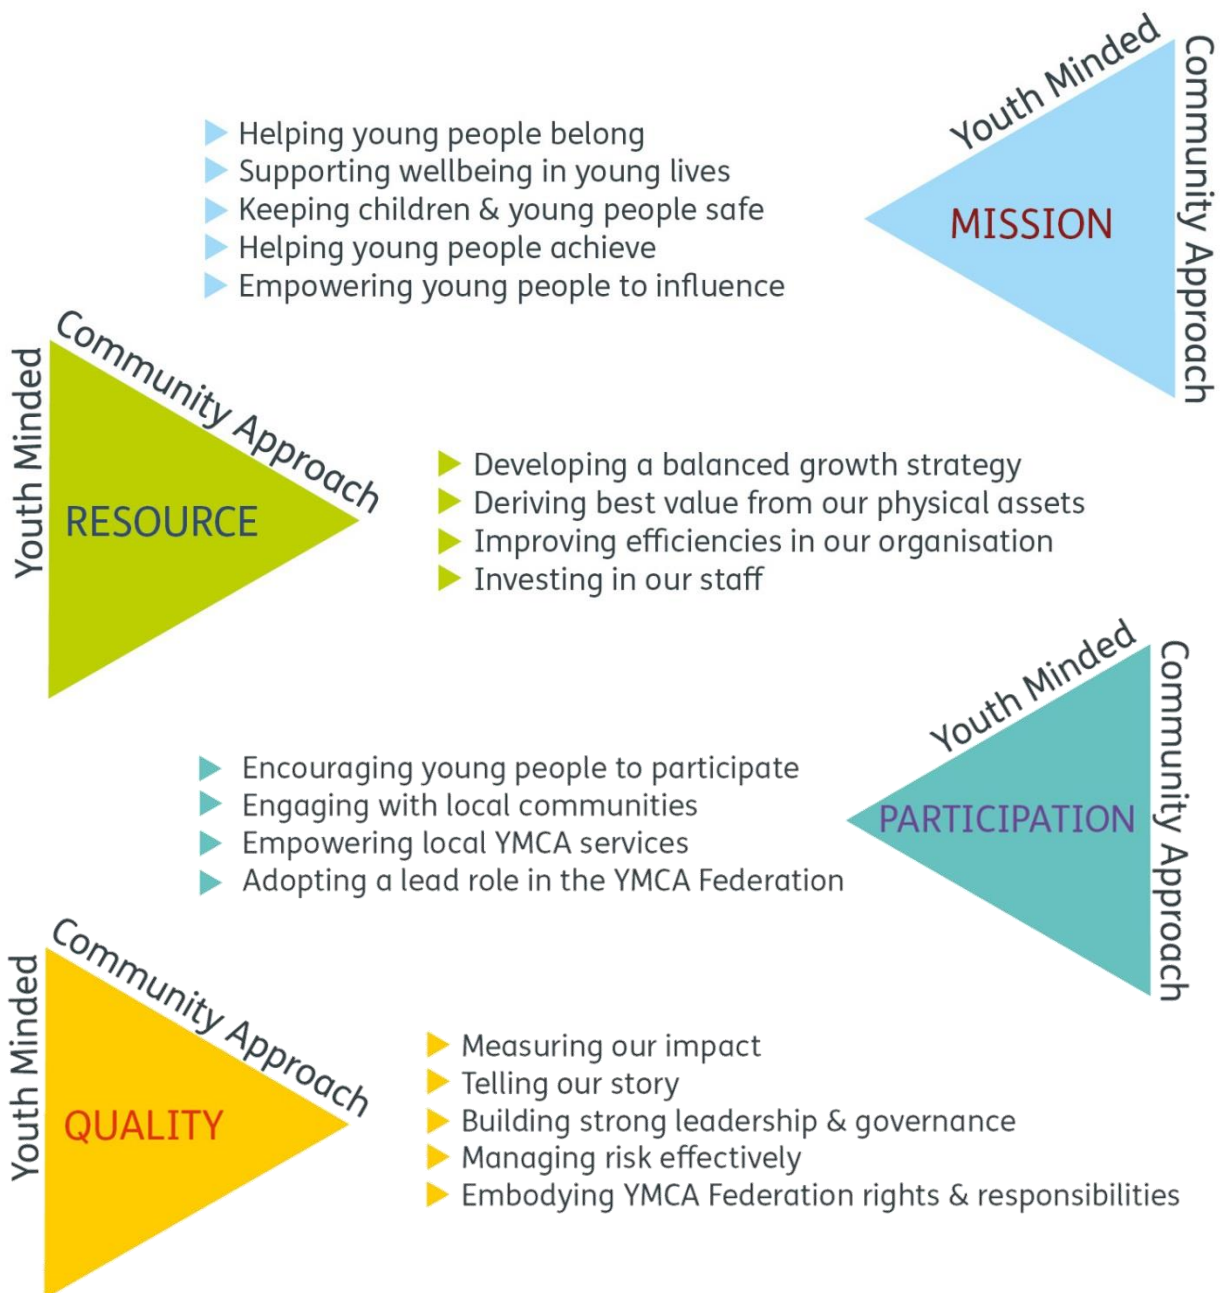 Youth Minded
Community Approach
MISSION
Helping young people belong
Supporting wellbeing in young lives
Keeping children & young people safe
Helping young people achieve
Empowering young people to influence
Youth Minded
Community Approach
RESOURCE
Developing a balanced growth strategy
Deriving best value from our physical assets
Improving efficiencies in our organisation
Investing in our staff
Youth Minded
Community Approach
PARTICIPATION
Encouraging young people to participate
Engaging with local communities
Empowering local YMCA services
Adopting a lead role in the YMCA Federation
Youth Minded
Community Approach
QUALITY
Measuring our impact
Telling our story
Building strong leadership & governance
Managing risk effectively
Embodying YMCA Federation rights & responsibilities